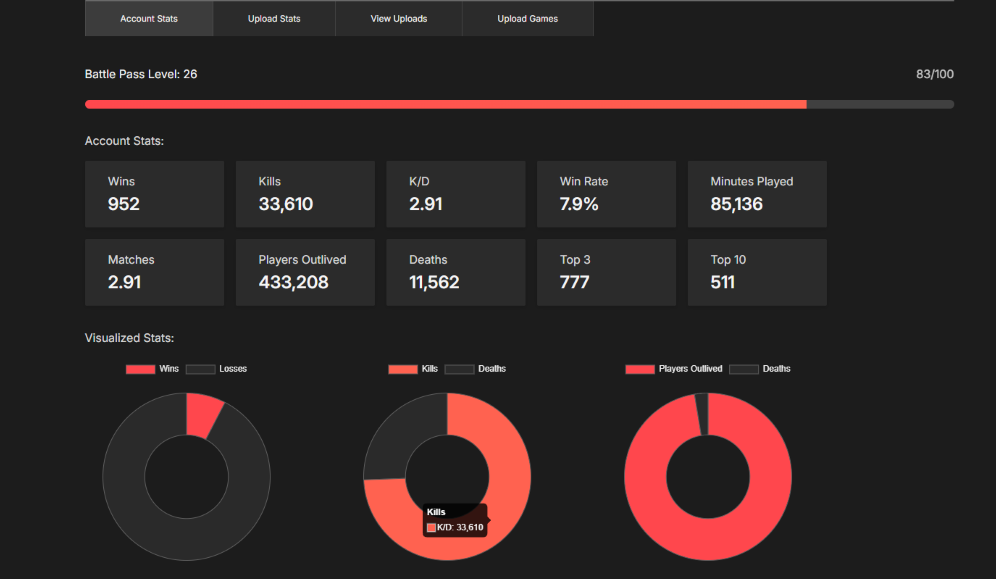 Account Stats Upload Stats View Uploads Upload Games
Battle Pass Level: 26 83/100
Account Stats:
Wins Kills K/D Win Rate Minutes Played
952 33,610 2.91 7.9% 85,136
Matches Players Outlived Deaths Top 3 Top 10
2.91 433,208 11,562 777 511
Visualized Stats:
Wins Losses Kills Deaths Players Outlived Deaths
Kills
K/D: 33,610